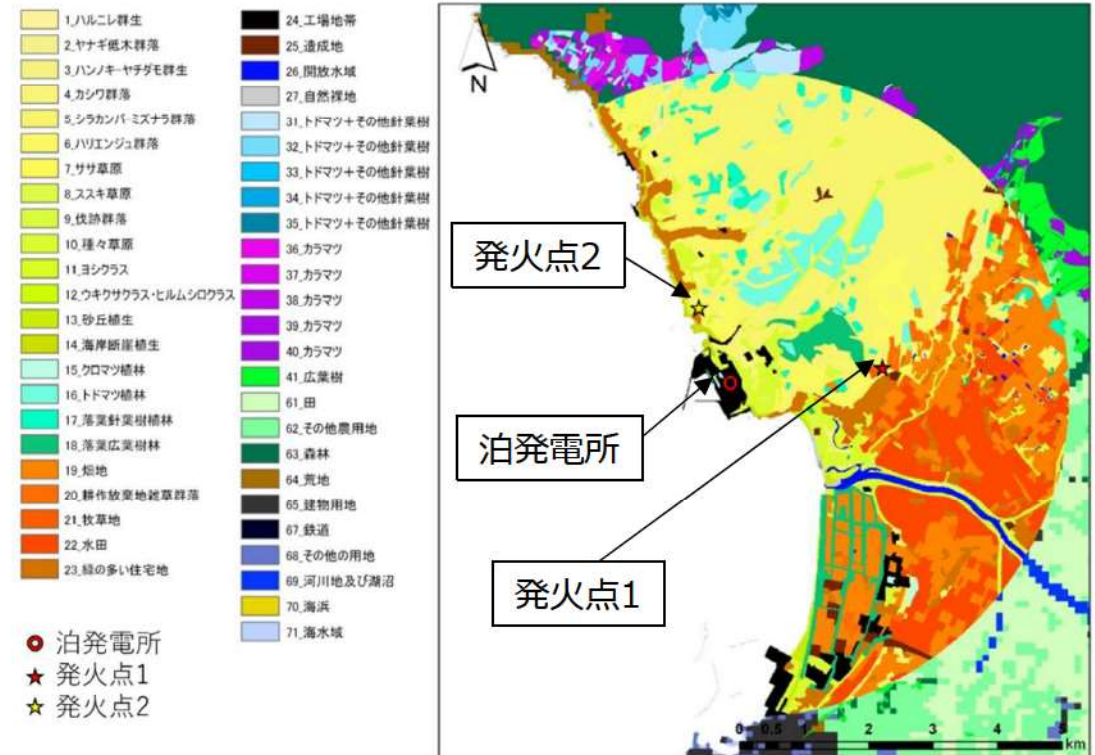 1_ハルニレ群生
2_ヤナギ低木群落
3_ハンノキ-ヤチダモ群生
4_カシワ群落
5_シラカンバ-ミズナラ群落
6_ハリエンジュ群落
7_ササ草原
8_ススキ草原
9_伐跡群落
10_種々草原
11_ヨシクラス
12_ウキクサクラス・ヒルムシロクラス
13_砂丘植生
14_海岸断崖植生
15_クロマツ植林
16_トドマツ植林
17_落葉針葉樹植林
18_落葉広葉樹林
19_畑地
20_耕作放棄地雑草群落
21_牧草地
22_水田
23_緑の多い住宅地
24_工場地帯
25_造成地
26_開放水域
27_自然裸地
31_トドマツ+その他針葉樹
32_トドマツ+その他針葉樹
33_トドマツ+その他針葉樹
34_トドマツ+その他針葉樹
35_トドマツ+その他針葉樹
36_カラマツ
37_カラマツ
38_カラマツ
39_カラマツ
40_カラマツ
41_広葉樹
61_田
62_その他農用地
63_森林
64_荒地
65_建物用地
67_鉄道
68_その他の用地
69_河川地及び湖沼
70_海浜
71_海水域
泊発電所
発火点1
発火点2
N
発火点2
泊発電所
発火点1
0 0.5 1 2 3 4 5
km